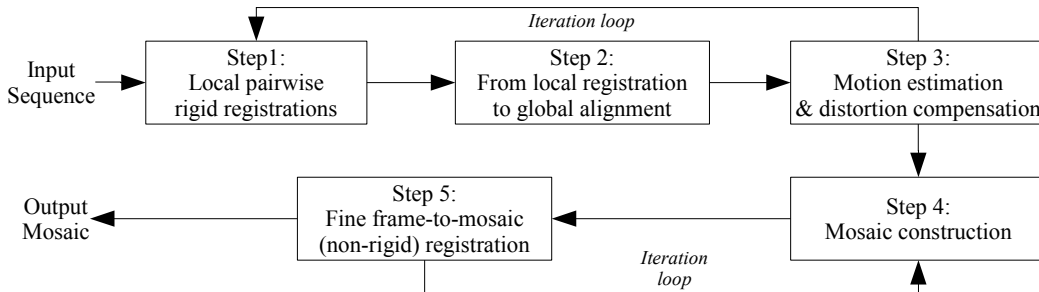 Iteration loop
Input
Sequence
Step1:
Local pairwise
rigid registrations
Step 2:
From local registration
to global alignment
Step 3:
Motion estimation
& distortion compensation
Output
Mosaic
Step 5:
Fine frame-to-mosaic
(non-rigid) registration
Step 4:
Mosaic construction
Iteration
loop